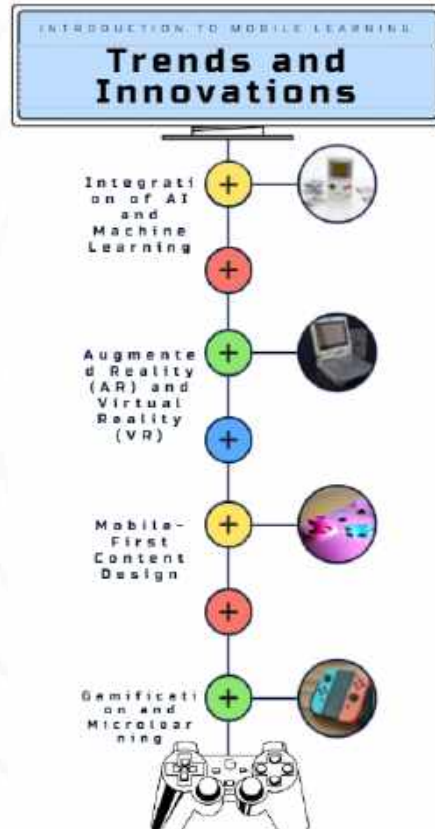 INTRODUCTION TO MOBILE LEARNING
Trends and
Innovations
Integrati
on of AI
and
Machine
Learning
Augmente
d Reality
(AR) and
Virtual
Reality
(VR)
Mobile-
First
Content
Design
Gamificati
on and
Microlear
ning